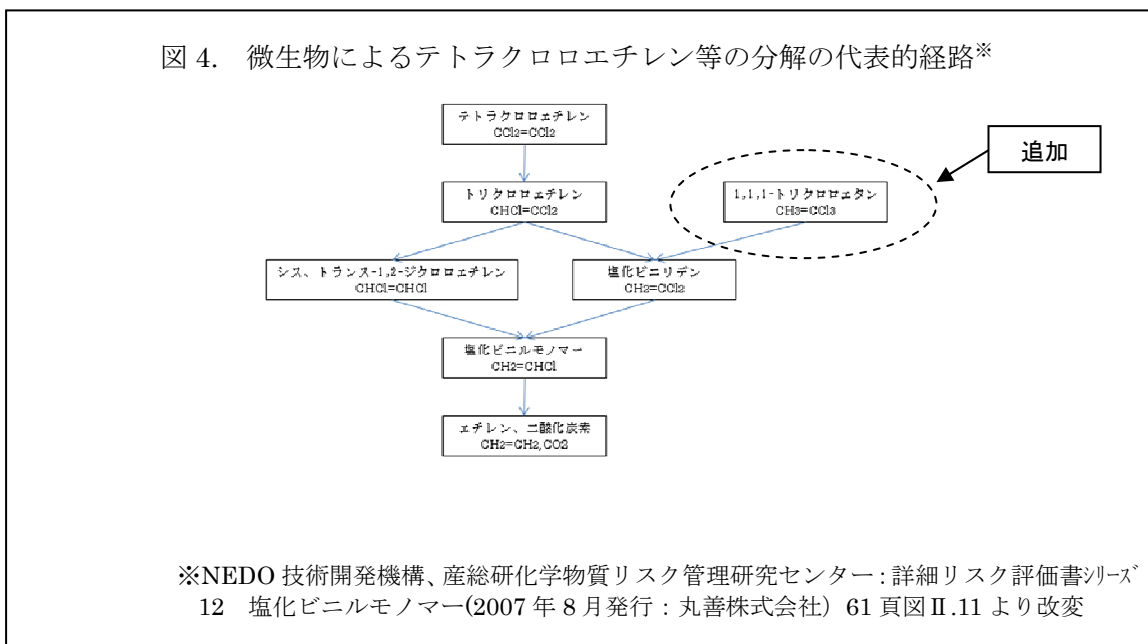 図 4. 微生物によるテトラクロロエチレン等の分解の代表的経路※
テトラクロロエチレン
CCl2=CCl2
追加
トリクロロエチレン
CHCl=CCl2
1,1,1-トリクロロエタン
CH3=CCl3
シス、トランス-1,2-ジクロロエチレン
CHCl=CHCl
塩化ビニリデン
CH2=CCl2
塩化ビニルモノマー
CH2=CHCl
エチレン、二酸化炭素
CH2=CH2,CO2
※NEDO 技術開発機構、産総研化学物質リスク管理研究センター:詳細リスク評価書シリーズ
12 塩化ビニルモノマー(2007 年 8 月発行:丸善株式会社) 61 頁図Ⅱ.11 より改変